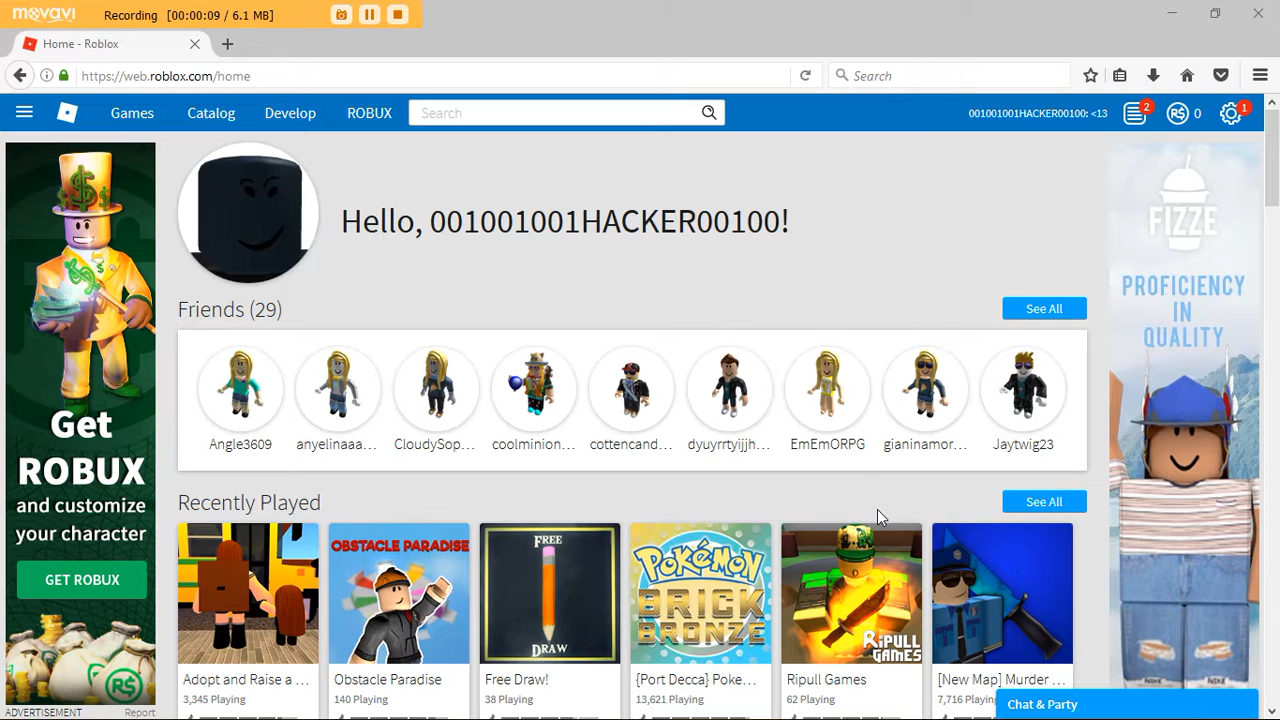 movavi
Recording [00:00:09 / 6.1 MB]
Home - Roblox
https://web.roblox.com/home
Search
Games
Catalog
Develop
ROBUX
Search
001001001HACKER00100: <13
2
R$ 0
1
Hello, 001001001HACKER00100!
Friends (29)
See All
Angle3609
anyelinaaa...
CloudySop...
coolminion...
cottencand...
dyuyrrtyijjh...
EmEmORPG
gianinamor...
Jaytwig23
Recently Played
See All
OBSTACLE PARADISE
FREE
DRAW
POKéMON
BRICK
BRONZE
RIPULL
GAMES
Adopt and Raise a ...
Obstacle Paradise
Free Draw!
{Port Decca} Poke...
Ripull Games
[New Map] Murder ...
3,345 Playing
140 Playing
38 Playing
13,621 Playing
62 Playing
7,716 Playing
Chat & Party
Get
ROBUX
and customize
your character
GET ROBUX
R$
ADVERTISEMENT
Report
FIZZE
PROFICIENCY
IN
QUALITY